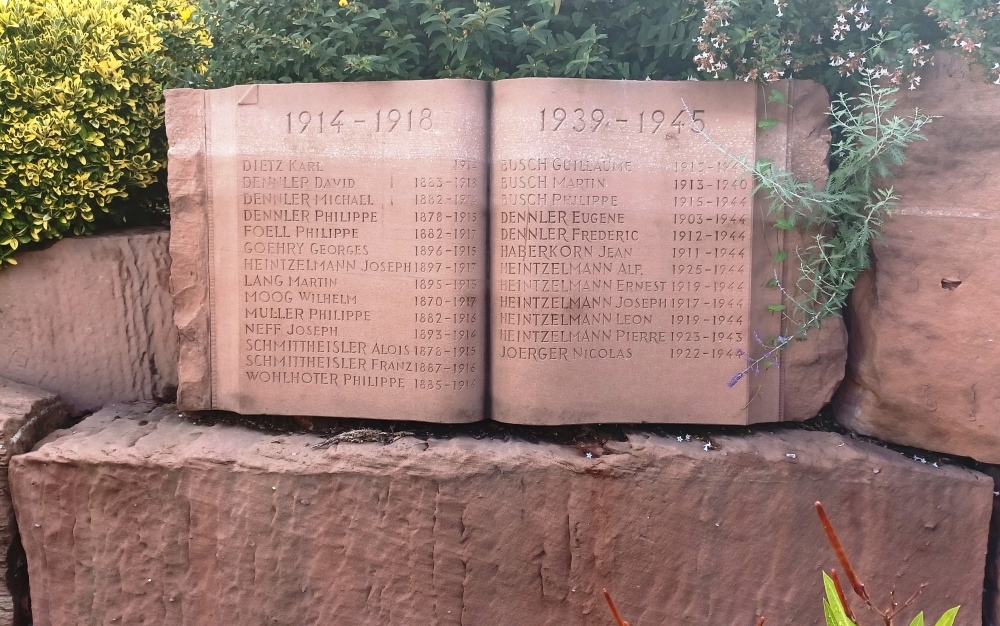 1914-1918
DIETZ KARL
DENNLER DAVID 1883-1918
DENNLER MICHAEL
DENNLER PHILIPPE 1878-1915
FOELL PHILIPPE 1882-1917
GOEHRY GEORGES 1896-1915
HEINTZELMANN JOSEPH 1897-1917
LANG MARTIN 1895-1915
MOOG WILHELM 1870-1917
MULLER PHILIPPE 1882-1916
NEFF JOSEPH 1893-1914
SCHMITTHEISLER ALOIS 1878-1915
SCHMITTHEISLER FRANZ 1887-1916
WOHLHOTER PHILIPPE 1885-1916
1939-1945
BUSCH GUILLAUME
BUSCH MARTIN 1913-1940
BUSCH PHILIPPE 1915-1944
DENNLER EUGENE 1903-1944
DENNLER FREDERIC 1912-1944
HABERKORN JEAN 1911-1944
HEINTZELMANN ALP. 1925-1944
HEINTZELMANN ERNEST 1919-1944
HEINTZELMANN JOSEPH 1917-1944
HEINTZELMANN LEON 1919-1944
HEINTZELMANN PIERRE 1923-1943
JOERGER NICOLAS 1922-1944